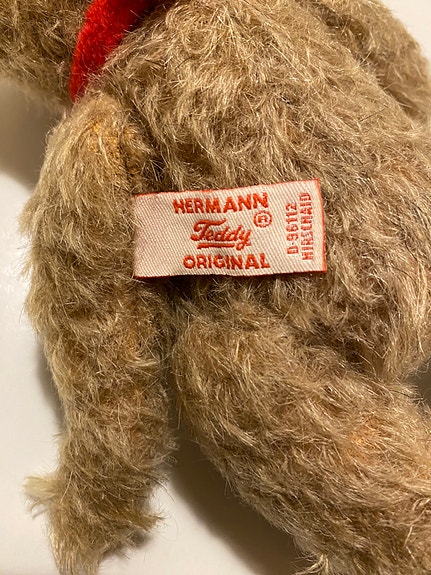 HERMANN
Teddy ®
ORIGINAL
D-96112
HIRSCHAID